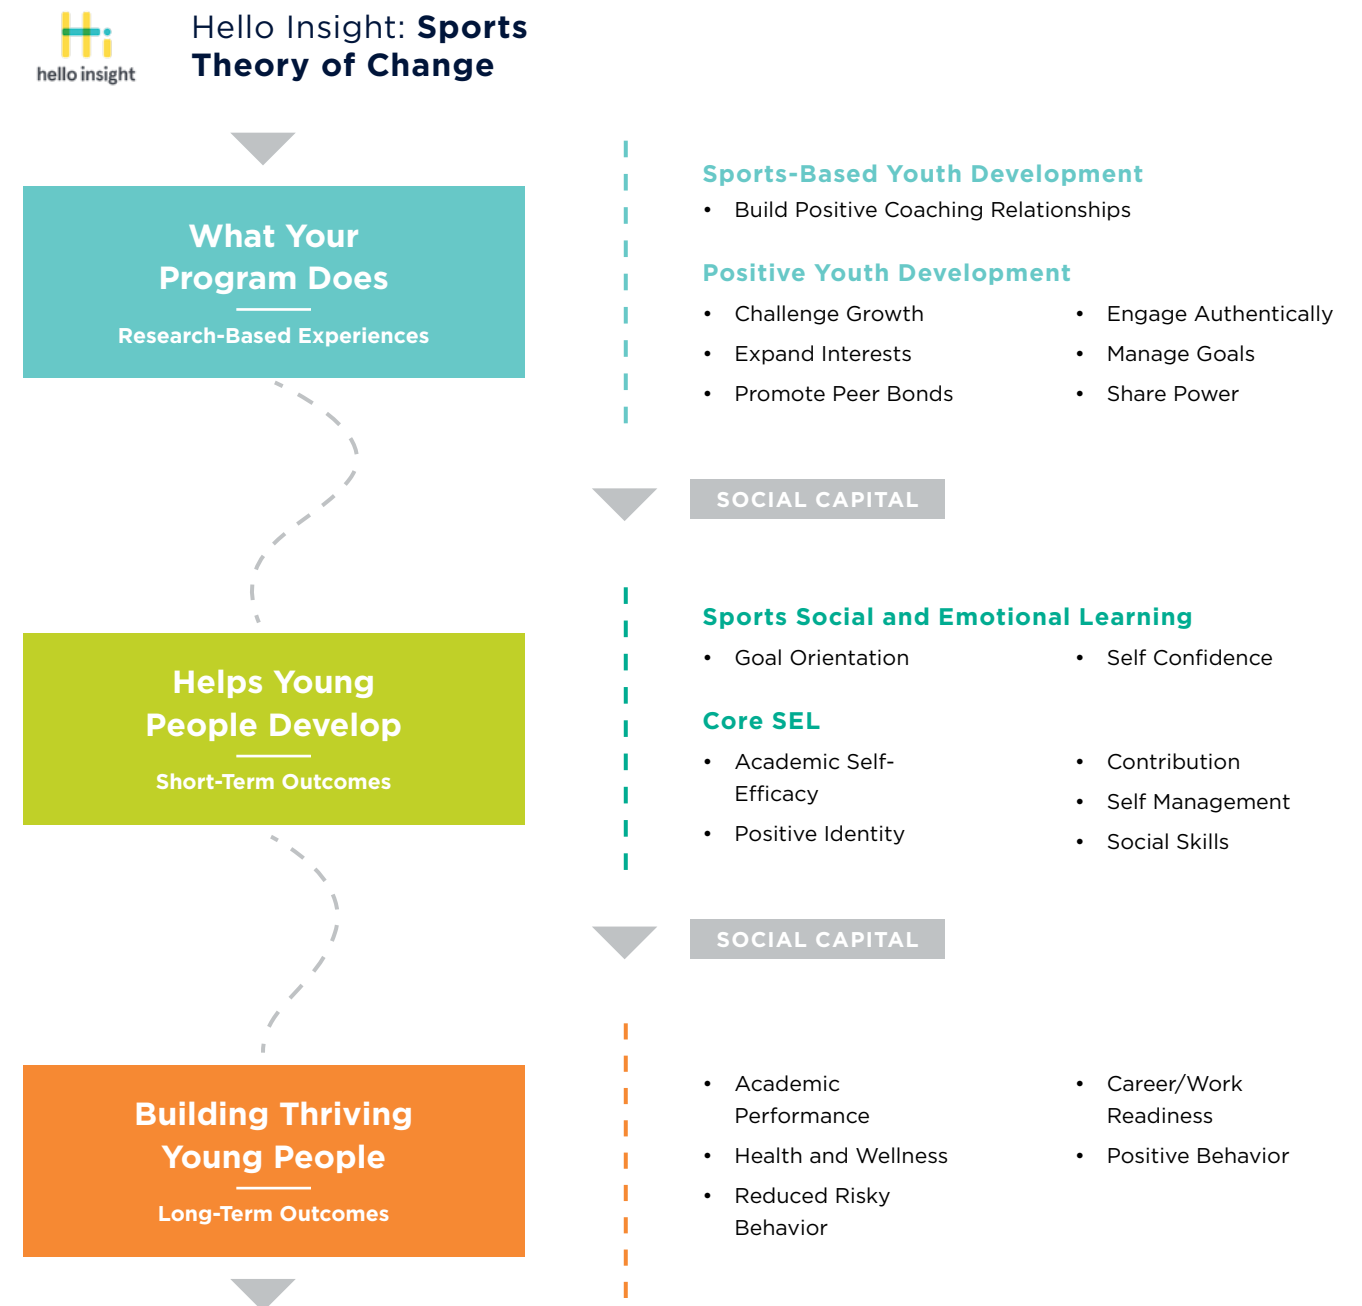 Hi
hello insight
Hello Insight: Sports
Theory of Change
What Your
Program Does
Research-Based Experiences
Sports-Based Youth Development
• Build Positive Coaching Relationships
Positive Youth Development
• Challenge Growth
• Expand Interests
• Promote Peer Bonds
• Engage Authentically
• Manage Goals
• Share Power
SOCIAL CAPITAL
Helps Young
People Develop
Short-Term Outcomes
Sports Social and Emotional Learning
• Goal Orientation
• Self Confidence
Core SEL
• Academic Self-
Efficacy
• Positive Identity
• Contribution
• Self Management
• Social Skills
SOCIAL CAPITAL
Building Thriving
Young People
Long-Term Outcomes
• Academic
Performance
• Health and Wellness
• Reduced Risky
Behavior
• Career/Work
Readiness
• Positive Behavior